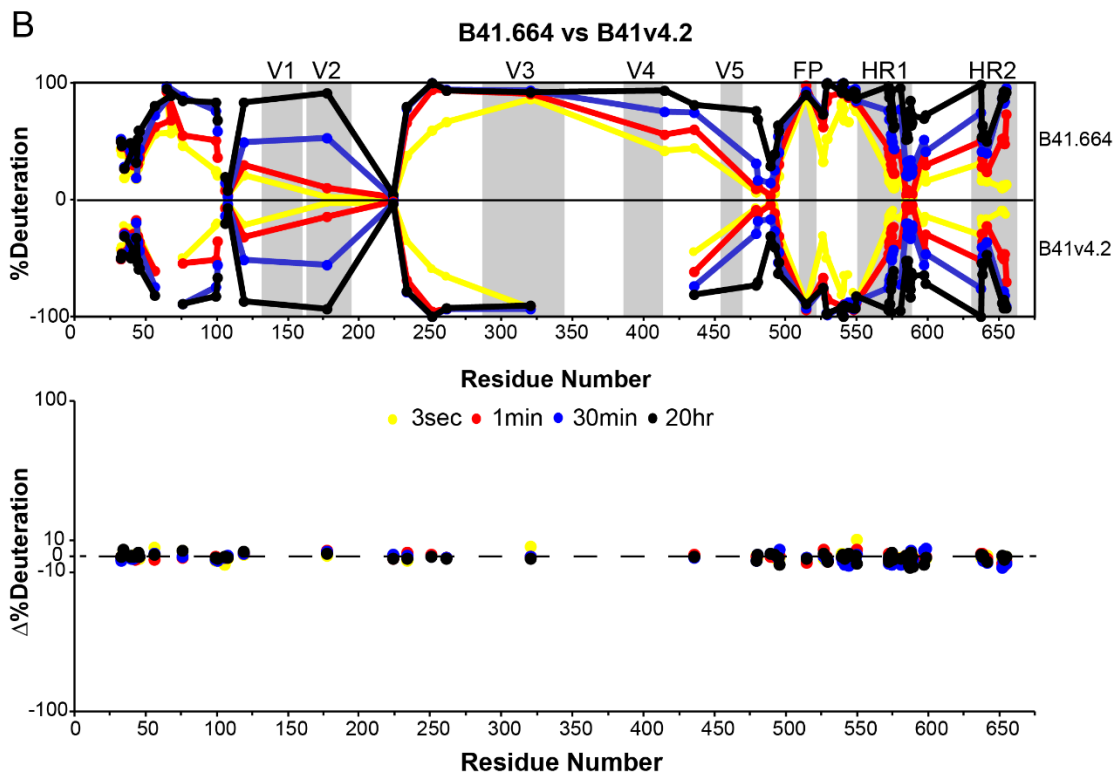 B
B41.664 vs B41v4.2
V1 V2 V3 V4 V5 FP HR1 HR2
100
0
-100
%Deuteration
B41.664
B41v4.2
0 50 100 150 200 250 300 350 400 450 500 550 600 650
Residue Number
3sec 1min 30min 20hr
100
10
0
-10
-100
Δ%Deuteration
0 50 100 150 200 250 300 350 400 450 500 550 600 650
Residue Number